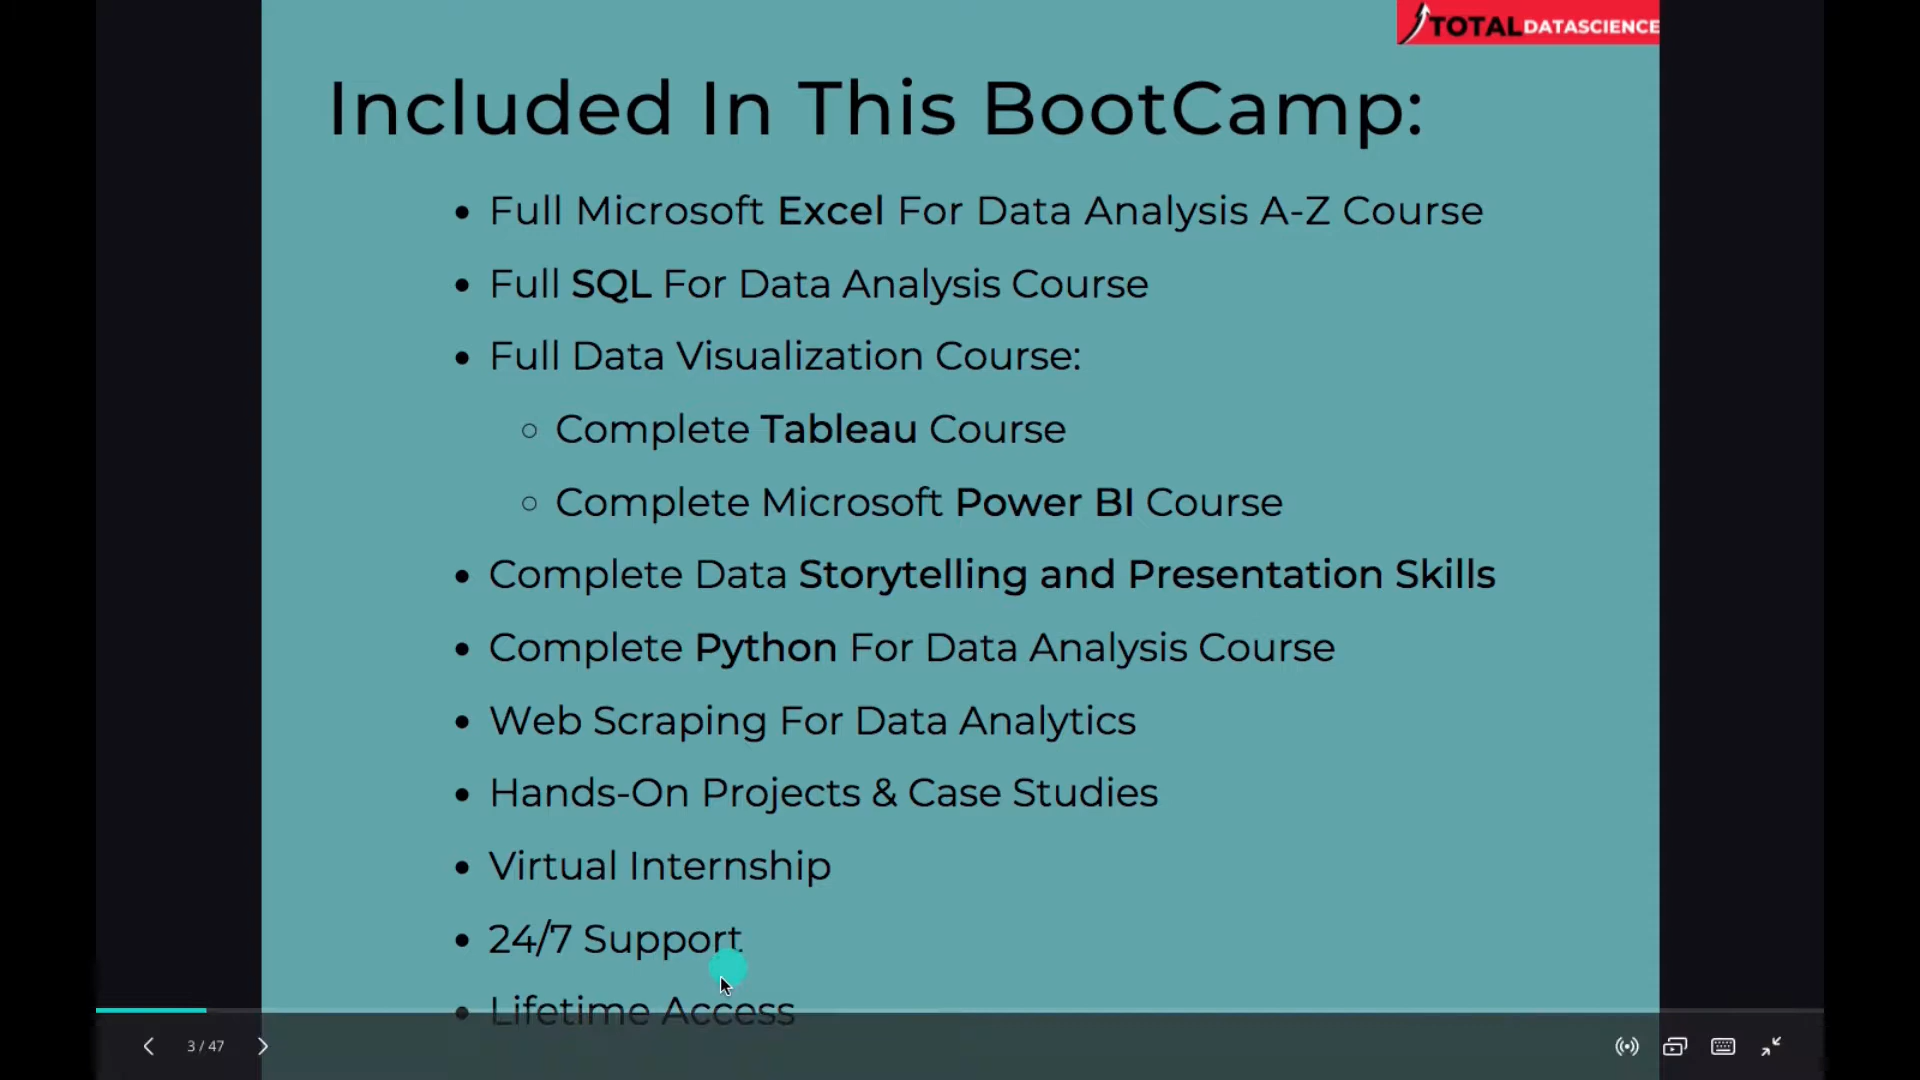 TOTALDATASCIENCE
Included In This BootCamp:
• Full Microsoft Excel For Data Analysis A-Z Course
• Full SQL For Data Analysis Course
• Full Data Visualization Course:
○ Complete Tableau Course
○ Complete Microsoft Power BI Course
• Complete Data Storytelling and Presentation Skills
• Complete Python For Data Analysis Course
• Web Scraping For Data Analytics
• Hands-On Projects & Case Studies
• Virtual Internship
• 24/7 Support
• Lifetime Access
3 / 47